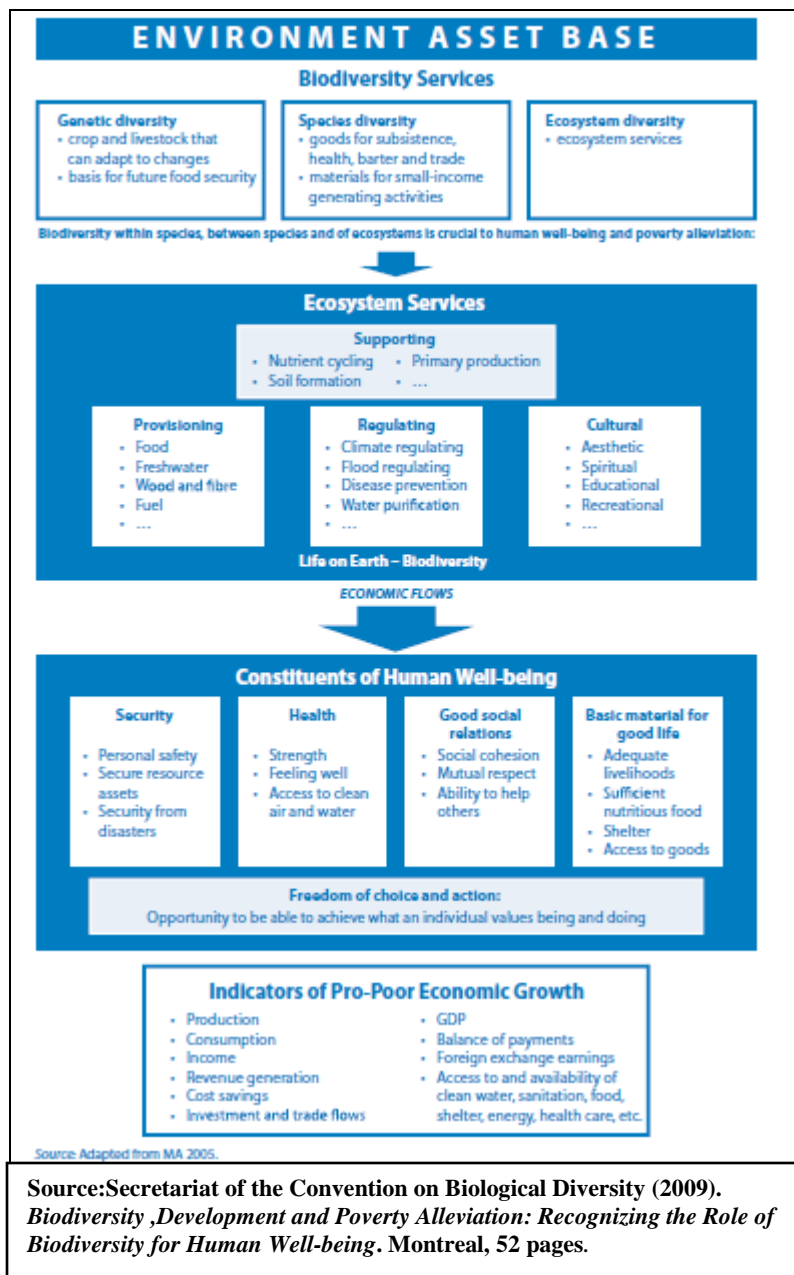 ENVIRONMENT ASSET BASE
Biodiversity Services
Genetic diversity
• crop and livestock that
can adapt to changes
• basis for future food security
Species diversity
• goods for subsistence,
health, barter and trade
• materials for small-income
generating activities
Ecosystem diversity
• ecosystem services
Biodiversity within species, between species and of ecosystems is crucial to human well-being and poverty alleviation:
Ecosystem Services
Supporting
• Nutrient cycling
• Soil formation
• Primary production
• ...
Provisioning
• Food
• Freshwater
• Wood and fibre
• Fuel
• ...
Regulating
• Climate regulating
• Flood regulating
• Disease prevention
• Water purification
• ...
Cultural
• Aesthetic
• Spiritual
• Educational
• Recreational
• ...
Life on Earth – Biodiversity
ECONOMIC FLOWS
Constituents of Human Well-being
Security
• Personal safety
• Secure resource
assets
• Security from
disasters
Health
• Strength
• Feeling well
• Access to clean
air and water
Good social
relations
• Social cohesion
• Mutual respect
• Ability to help
others
Basic material for
good life
• Adequate
livelihoods
• Sufficient
nutritious food
• Shelter
• Access to goods
Freedom of choice and action:
Opportunity to be able to achieve what an individual values being and doing
Indicators of Pro-Poor Economic Growth
• Production
• Consumption
• Income
• Revenue generation
• Cost savings
• Investment and trade flows
• GDP
• Balance of payments
• Foreign exchange earnings
• Access to and availability of
clean water, sanitation, food,
shelter, energy, health care, etc.
Source: Adapted from MA 2005.
Source:Secretariat of the Convention on Biological Diversity (2009).
Biodiversity ,Development and Poverty Alleviation: Recognizing the Role of
Biodiversity for Human Well-being. Montreal, 52 pages.